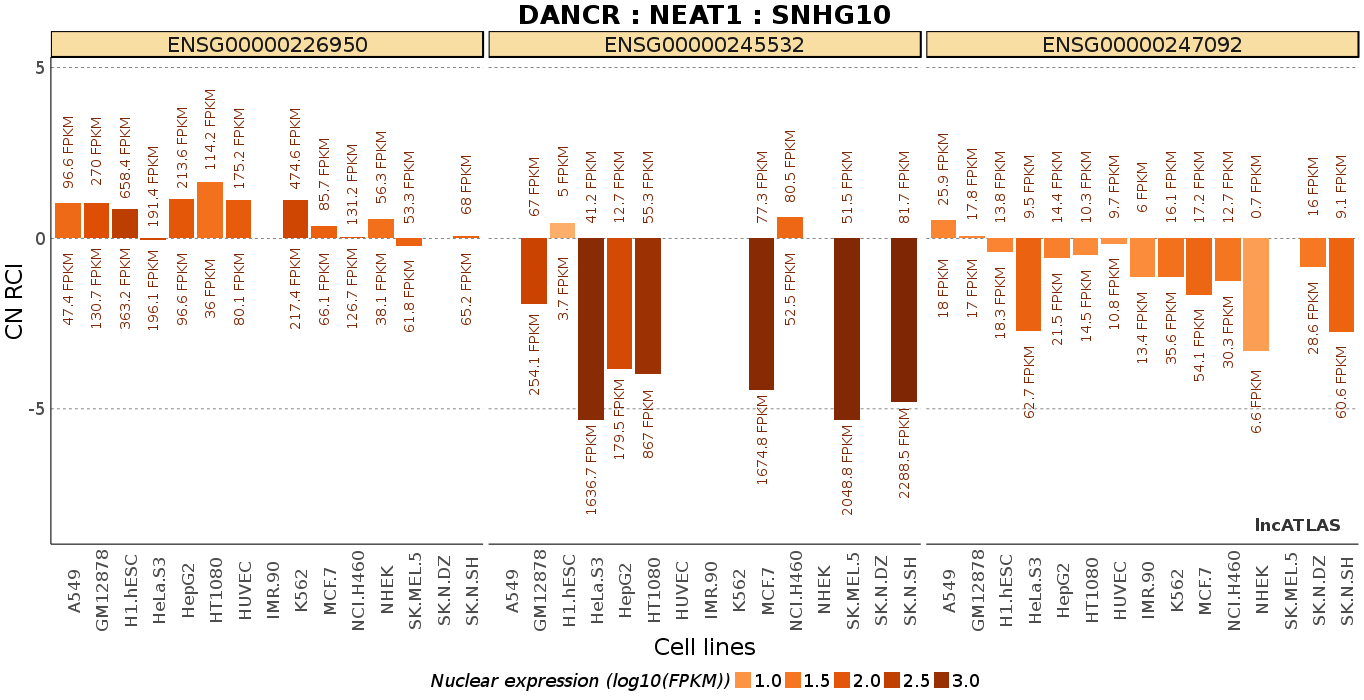 DANCR : NEAT1 : SNHG10
ENSG00000226950 ENSG00000245532 ENSG00000247092
CN RCI
5
0
-5
96.6 FPKM
270 FPKM
658.4 FPKM
191.4 FPKM
213.6 FPKM
114.2 FPKM
175.2 FPKM
474.6 FPKM
85.7 FPKM
131.2 FPKM
56.3 FPKM
53.3 FPKM
68 FPKM
47.4 FPKM
130.7 FPKM
363.2 FPKM
196.1 FPKM
96.6 FPKM
36 FPKM
80.1 FPKM
217.4 FPKM
66.1 FPKM
126.7 FPKM
38.1 FPKM
61.8 FPKM
65.2 FPKM
67 FPKM
5 FPKM
41.2 FPKM
12.7 FPKM
55.3 FPKM
77.3 FPKM
80.5 FPKM
51.5 FPKM
81.7 FPKM
254.1 FPKM
3.7 FPKM
1636.7 FPKM
179.5 FPKM
867 FPKM
1674.8 FPKM
52.5 FPKM
2048.8 FPKM
2288.5 FPKM
25.9 FPKM
17.8 FPKM
13.8 FPKM
9.5 FPKM
14.4 FPKM
10.3 FPKM
9.7 FPKM
6 FPKM
16.1 FPKM
17.2 FPKM
12.7 FPKM
0.7 FPKM
16 FPKM
9.1 FPKM
18 FPKM
17 FPKM
18.3 FPKM
62.7 FPKM
21.5 FPKM
14.5 FPKM
10.8 FPKM
13.4 FPKM
35.6 FPKM
54.1 FPKM
30.3 FPKM
6.6 FPKM
28.6 FPKM
60.6 FPKM
lncATLAS
A549
GM12878
H1.hESC
HeLa.S3
HepG2
HT1080
HUVEC
IMR.90
K562
MCF.7
NCI.H460
NHEK
SK.MEL.5
SK.N.DZ
SK.N.SH
A549
GM12878
H1.hESC
HeLa.S3
HepG2
HT1080
HUVEC
IMR.90
K562
MCF.7
NCI.H460
NHEK
SK.MEL.5
SK.N.DZ
SK.N.SH
A549
GM12878
H1.hESC
HeLa.S3
HepG2
HT1080
HUVEC
IMR.90
K562
MCF.7
NCI.H460
NHEK
SK.MEL.5
SK.N.DZ
SK.N.SH
Cell lines
Nuclear expression (log10(FPKM)) 1.0 1.5 2.0 2.5 3.0